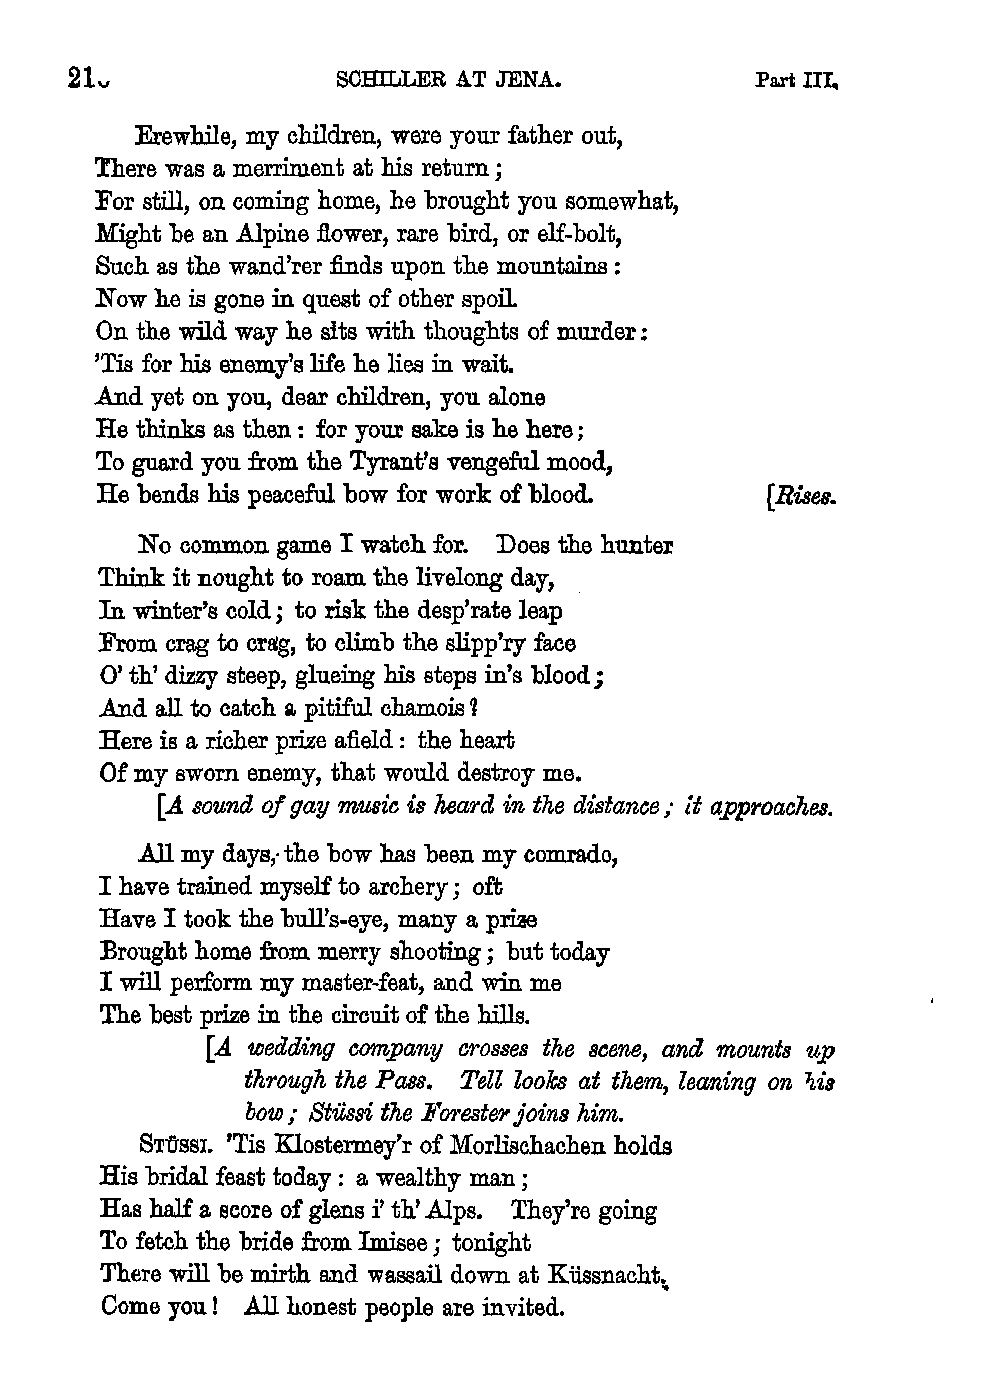 21
SCHILLER AT JENA.
Part III.
Erewhile, my children, were your father out,
There was a merriment at his return;
For still, on coming home, he brought you somewhat,
Might be an Alpine flower, rare bird, or elf-bolt,
Such as the wand'rer finds upon the mountains:
Now he is gone in quest of other spoil.
On the wild way he sits with thoughts of murder:
'Tis for his enemy's life he lies in wait.
And yet on you, dear children, you alone
He thinks as then: for your sake is he here;
To guard you from the Tyrant's vengeful mood,
He bends his peaceful bow for work of blood. [Rises.
No common game I watch for. Does the hunter
Think it nought to roam the livelong day,
In winter's cold; to risk the desp'rate leap
From crag to crag, to climb the slipp'ry face
O' th' dizzy steep, glueing his steps in's blood;
And all to catch a pitiful chamois?
Here is a richer prize afield: the heart
Of my sworn enemy, that would destroy me.
[A sound of gay music is heard in the distance; it approaches.
All my days, the bow has been my comrado,
I have trained myself to archery; oft
Have I took the bull's-eye, many a prize
Brought home from merry shooting; but today
I will perform my master-feat, and win me
The best prize in the circuit of the hills.
[A wedding company crosses the scene, and mounts up
through the Pass. Tell looks at them, leaning on his
bow; Stüssi the Forester joins him.
STÜSSI. 'Tis Klostermey'r of Morlischachen holds
His bridal feast today: a wealthy man;
Has half a score of glens i' th' Alps. They're going
To fetch the bride from Imisee; tonight
There will be mirth and wassail down at Küssnacht.
Come you! All honest people are invited.